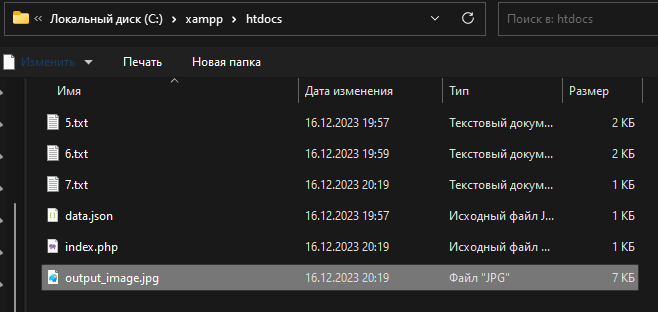 « Локальный диск (C:) › xampp › htdocs
Поиск в: htdocs
Изменить Печать Новая папка
Имя Дата изменения Тип Размер
5.txt 16.12.2023 19:57 Текстовый докум... 2 КБ
6.txt 16.12.2023 19:59 Текстовый докум... 2 КБ
7.txt 16.12.2023 20:19 Текстовый докум... 1 КБ
data.json 16.12.2023 19:57 Исходный файл J... 1 КБ
index.php 16.12.2023 20:19 Исходный файл ... 1 КБ
output_image.jpg 16.12.2023 20:19 Файл "JPG" 7 КБ